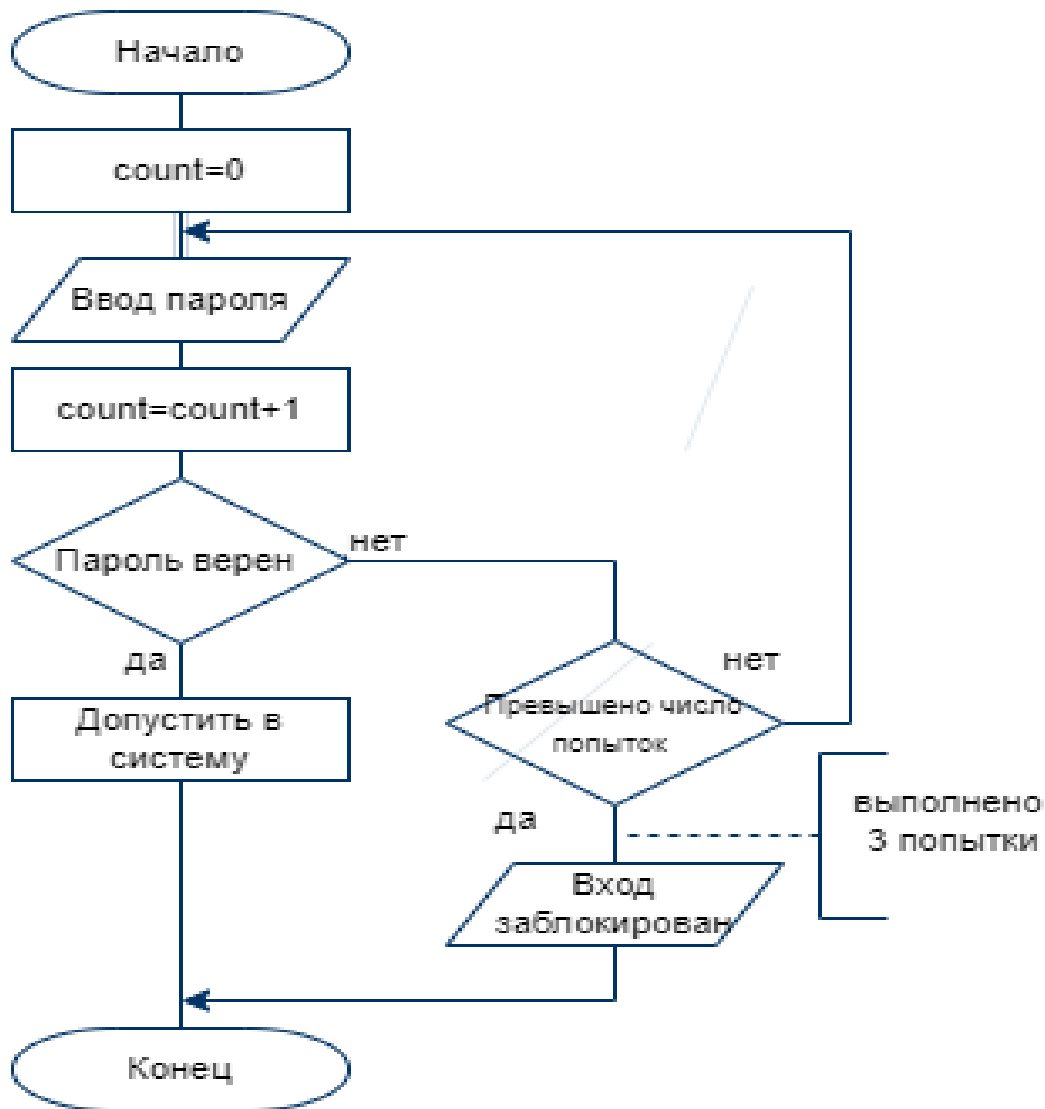 Начало
count=0
Ввод пароля
count=count+1
Пароль верен
нет
да
Допустить в
систему
нет
Превышено число
попыток
да
выполнено
3 попытки
Вход
заблокирован
Конец